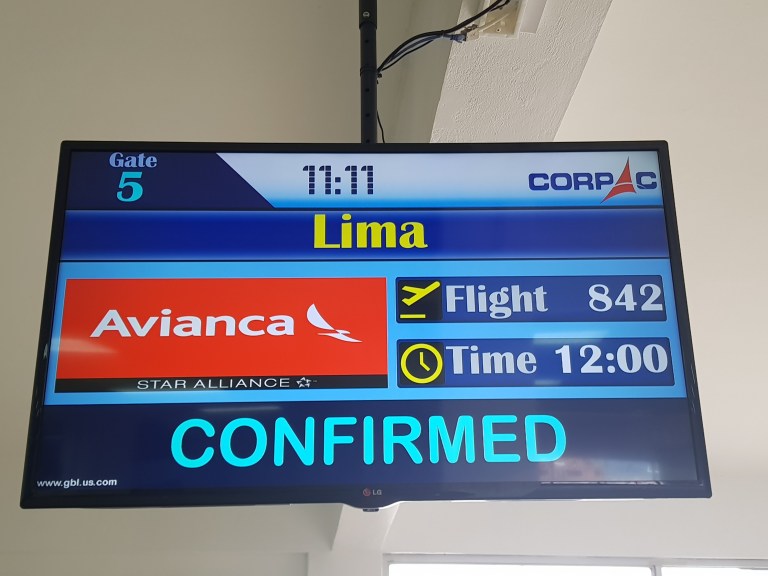 Gate
5
11:11
CORPAC
Lima
Avianca
STAR ALLIANCE
Flight 842
Time 12:00
CONFIRMED
www.gbl.us.com
LG